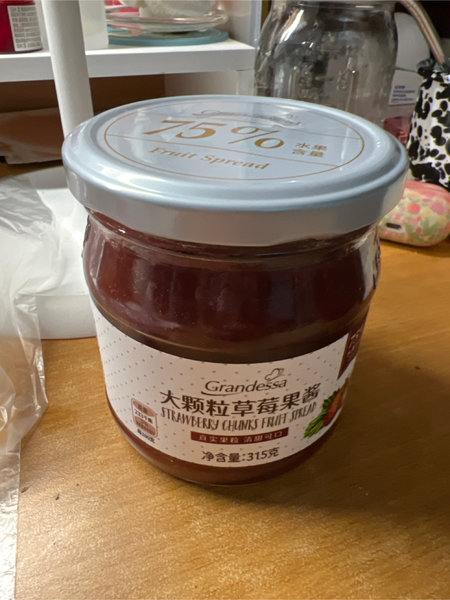 Grandessa
75%
水果
含量
Fruit Spread
Grandessa
大颗粒草莓果酱
STRAWBERRY CHUNKS FRUIT SPREAD
真实果粒 清甜可口
净含量:315克